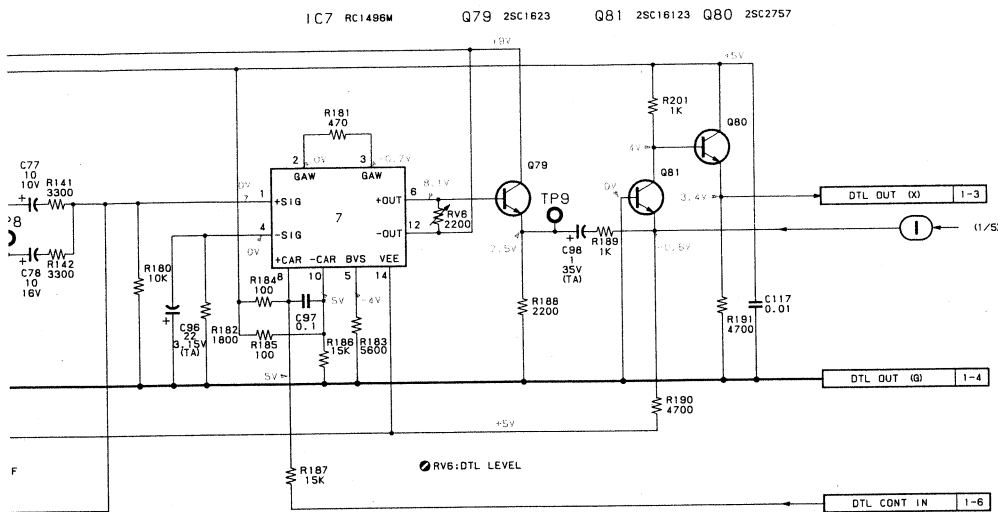 IC7 RC1496M Q79 2SC1623 Q81 2SC16123 Q80 2SC2757
+9V
+5V
R181
470
R201
1K
Q80
2
0V
3
-0.7V
GAW
GAW
4V
Q79
Q81
C77
10
10V
R141
3300
0V
1
+SIG
+OUT
6
8.1V
0V
TP9
3.4V
DTL OUT (X) 1-3
7
RV6
2200
P8
4
-SIG
-OUT
12
I
(1/5
0V
7.5V
C98
1
35V
(TA)
R189
1K
-0.6V
C78
10
16V
R142
3300
+CAR -CAR BVS VEE
8 10 5 14
R180
10K
R184
100
5V
-4V
C97
0.1
R188
2200
C117
0.01
C96
22
3.15V
(TA)
R182
1800
R185
100
R186
15K
R183
5600
R191
4700
5V
DTL OUT (G) 1-4
R190
4700
+5V
F
R187
15K
RV6:DTL LEVEL
DTL CONT IN 1-6